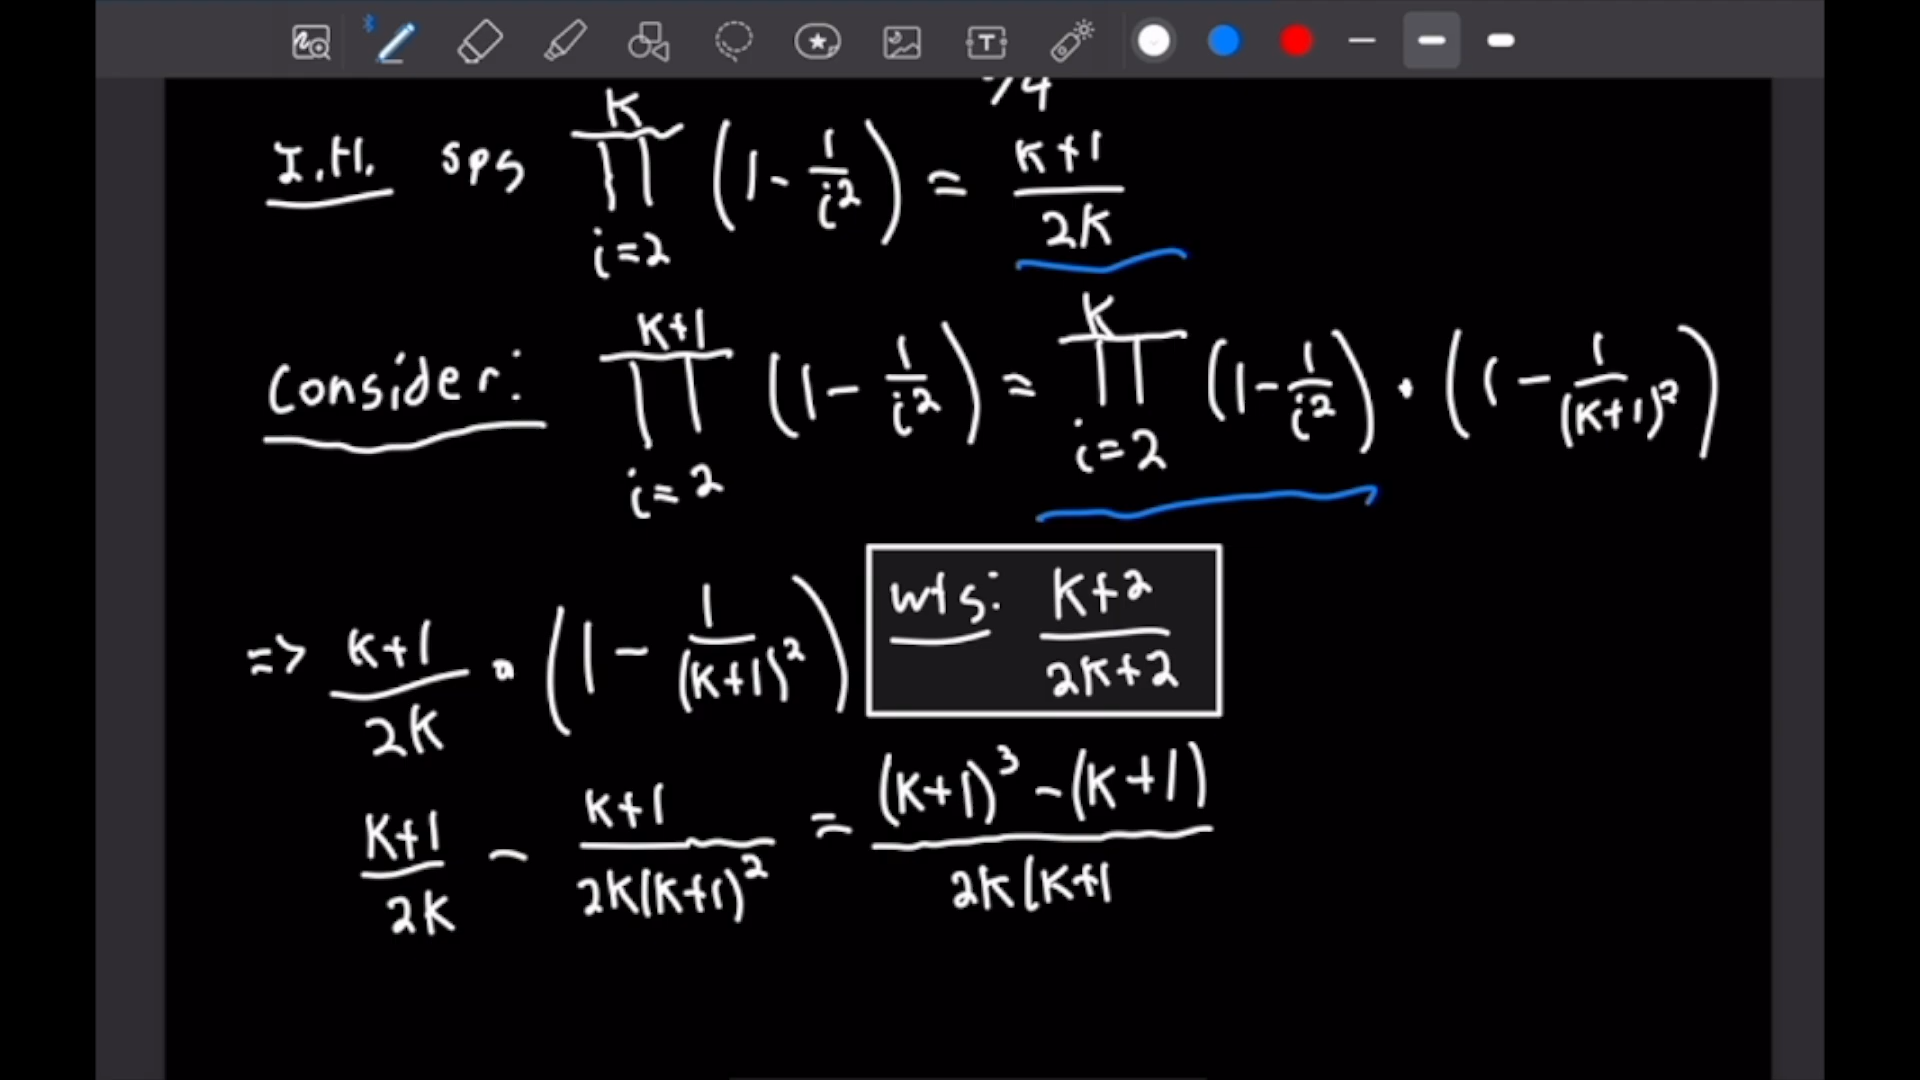 3/4
I.H. sps ∏_{i=2}^{K} (1 - 1/i²) = (K+1)/(2K)
Consider: ∏_{i=2}^{K+1} (1 - 1/i²) = ∏_{i=2}^{K} (1 - 1/i²) · (1 - 1/(K+1)²)
=> (K+1)/(2K) · (1 - 1/(K+1)²)
wts: (K+2)/(2K+2)
(K+1)/(2K) - (K+1)/(2K(K+1)²) = ((K+1)³ - (K+1))/(2K(K+1